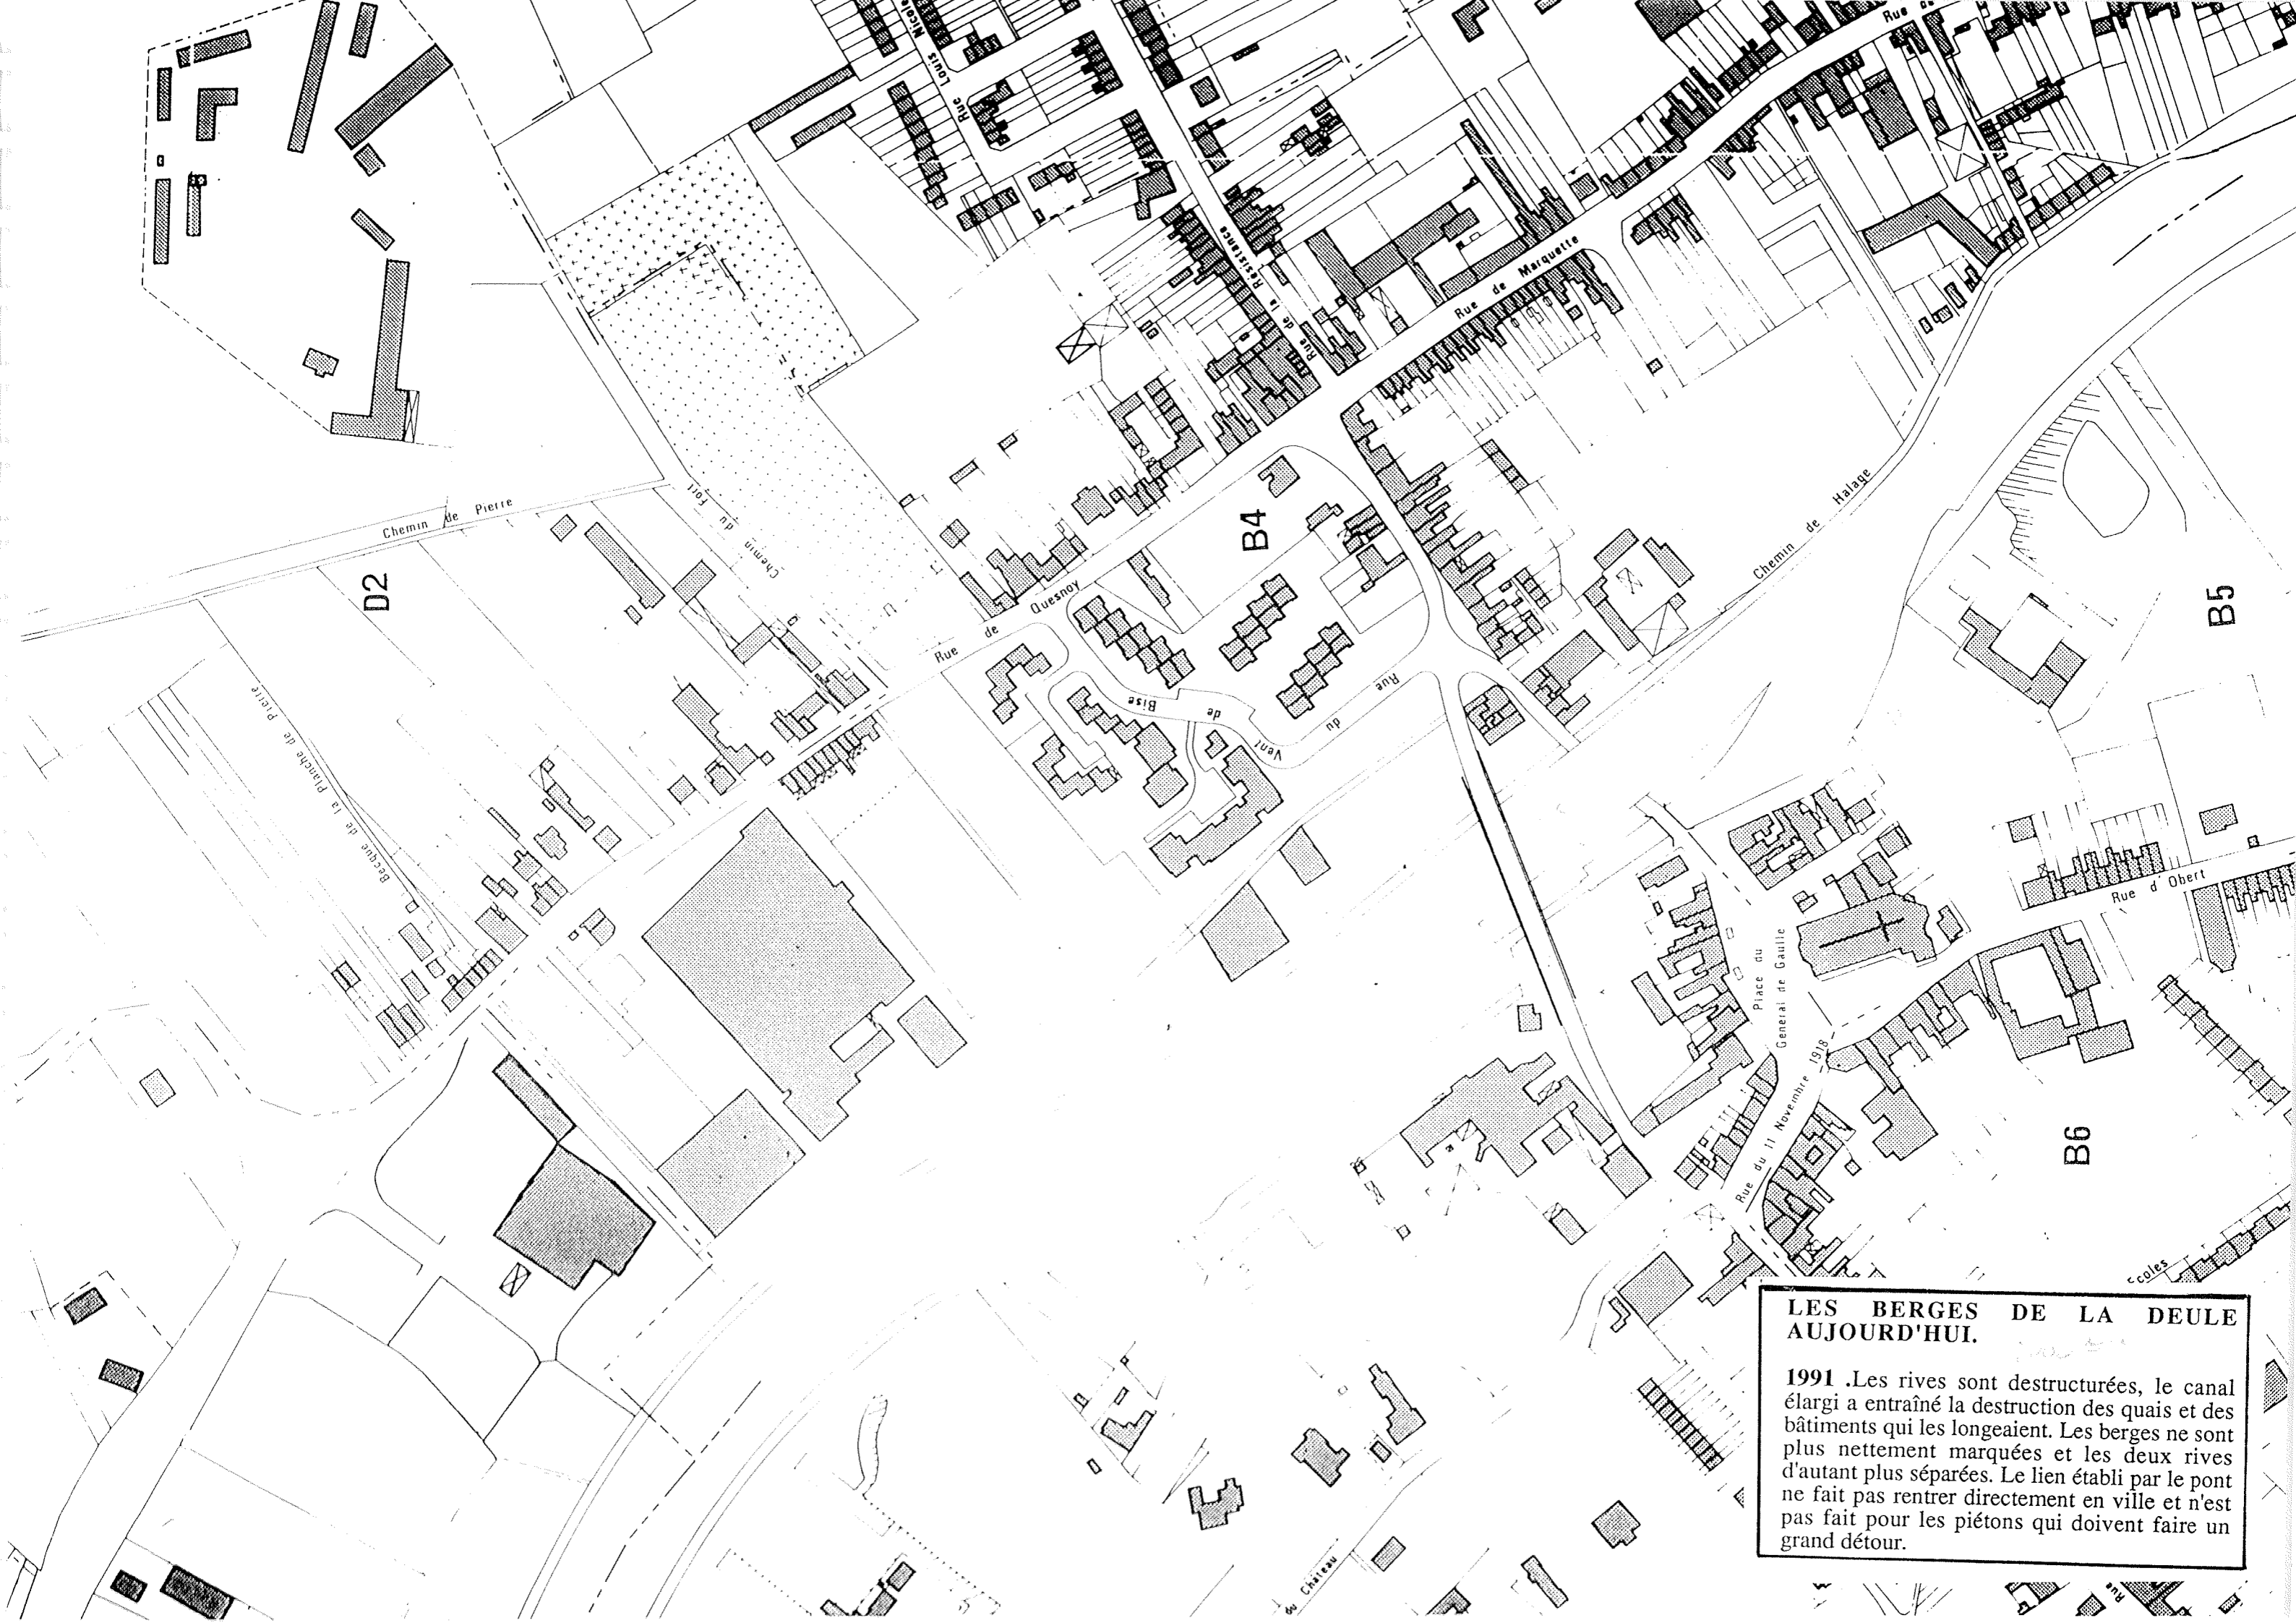 Rue Louis Nicole
Rue de
Rue de la Résistance
Rue de Marquette
Chemin de Pierre
Chemin du Fort
Chemin de Halage
D2
B4
B5
Rue de Quesnoy
Rue du Vent de Bise
Becque de la Planche de Pierre
Rue d'Obert
Place du
General de Gaulle
Rue du 11 Novembre 1918
B6
Ecoles
LES BERGES DE LA DEULE
AUJOURD'HUI.
1991 .Les rives sont destructurées, le canal
élargi a entraîné la destruction des quais et des
bâtiments qui les longeaient. Les berges ne sont
plus nettement marquées et les deux rives
d'autant plus séparées. Le lien établi par le pont
ne fait pas rentrer directement en ville et n'est
pas fait pour les piétons qui doivent faire un
grand détour.
du Château
Rue